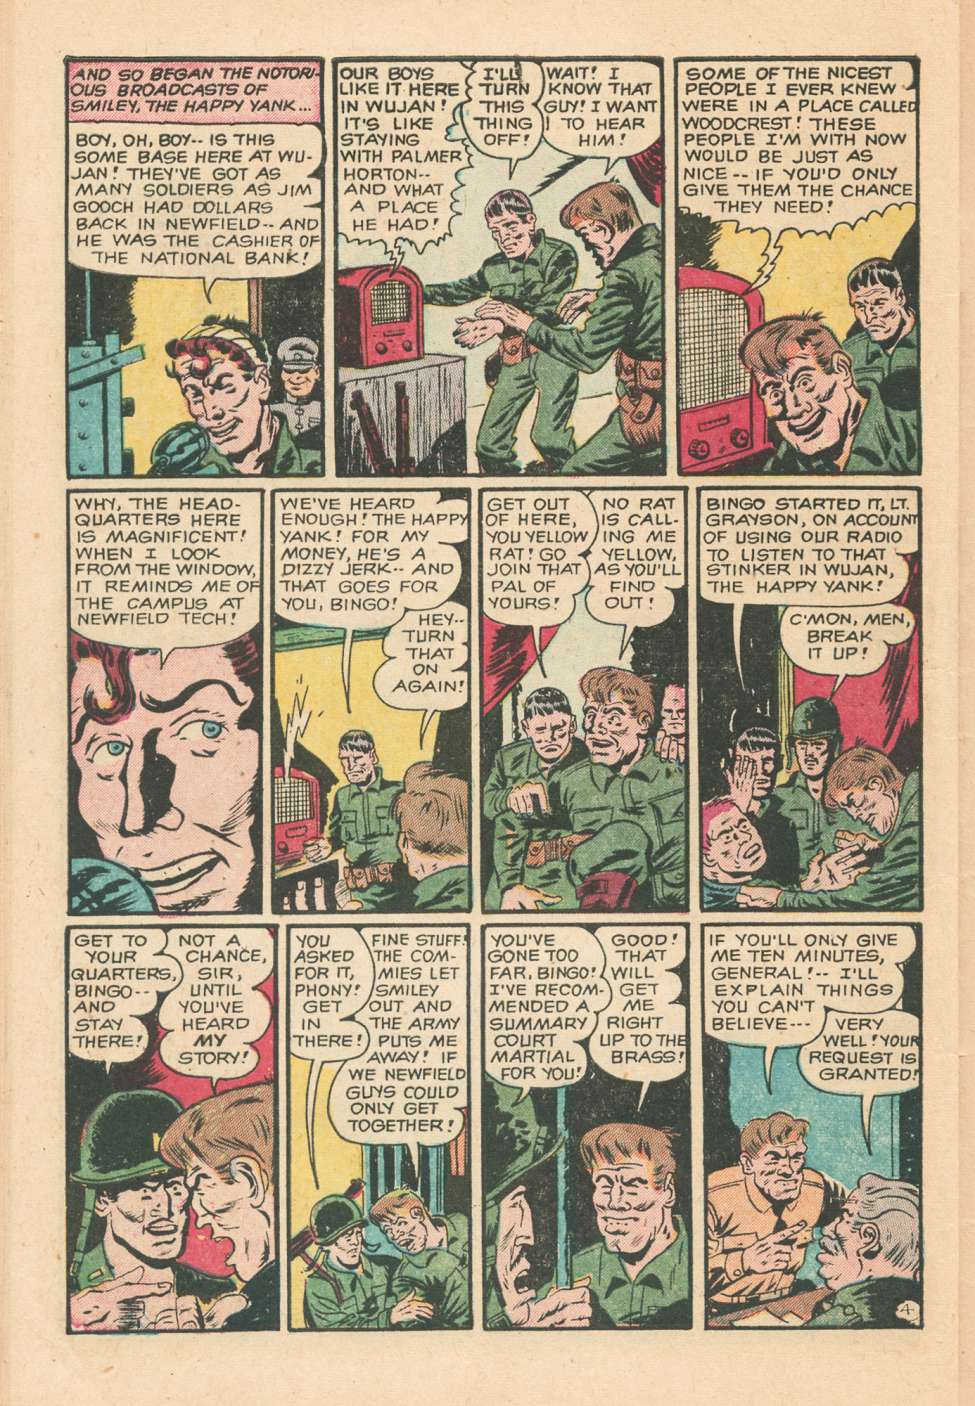 AND SO BEGAN THE NOTORI-
OUS BROADCASTS OF
SMILEY, THE HAPPY YANK...
BOY, OH, BOY-- IS THIS
SOME BASE HERE AT WU-
JAN! THEY'VE GOT AS
MANY SOLDIERS AS JIM
GOOCH HAD DOLLARS
BACK IN NEWFIELD-- AND
HE WAS THE CASHIER OF
THE NATIONAL BANK!
OUR BOYS
LIKE IT HERE
IN WUJAN!
IT'S LIKE
STAYING
WITH PALMER
HORTON--
AND WHAT
A PLACE
HE HAD!
I'LL
TURN
THIS
THING
OFF!
WAIT! I
KNOW THAT
GUY! I WANT
TO HEAR
HIM!
SOME OF THE NICEST
PEOPLE I EVER KNEW
WERE IN A PLACE CALLED
WOODCREST! THESE
PEOPLE I'M WITH NOW
WOULD BE JUST AS
NICE-- IF YOU'D ONLY
GIVE THEM THE CHANCE
THEY NEED!
WHY, THE HEAD-
QUARTERS HERE
IS MAGNIFICENT!
WHEN I LOOK
FROM THE WINDOW,
IT REMINDS ME OF
THE CAMPUS AT
NEWFIELD TECH!
WE'VE HEARD
ENOUGH! THE HAPPY
YANK! FOR MY
MONEY, HE'S A
DIZZY JERK-- AND
THAT GOES FOR
YOU, BINGO!
HEY--
TURN
THAT
ON
AGAIN!
GET OUT
OF HERE,
YOU YELLOW
RAT! GO
JOIN THAT
PAL OF
YOURS!
NO RAT
IS CALL-
ING ME
YELLOW,
AS YOU'LL
FIND
OUT!
BINGO STARTED IT, LT.
GRAYSON, ON ACCOUNT
OF USING OUR RADIO
TO LISTEN TO THAT
STINKER IN WUJAN,
THE HAPPY YANK!
C'MON, MEN,
BREAK
IT UP!
GET TO
YOUR
QUARTERS,
BINGO--
AND
STAY
THERE!
NOT A
CHANCE,
SIR,
UNTIL
YOU'VE
HEARD
MY
STORY!
YOU
ASKED
FOR IT,
PHONY!
GET
IN
THERE!
FINE STUFF!
THE COM-
MIES LET
SMILEY
OUT AND
THE ARMY
PUTS ME
AWAY! IF
WE NEWFIELD
GUYS COULD
ONLY GET
TOGETHER!
YOU'VE
GONE TOO
FAR, BINGO!
I'VE RECOM-
MENDED A
SUMMARY
COURT
MARTIAL
FOR YOU!
GOOD!
THAT
WILL
GET
ME
RIGHT
UP TO THE
BRASS!
IF YOU'LL ONLY GIVE
ME TEN MINUTES,
GENERAL!-- I'LL
EXPLAIN THINGS
YOU CAN'T
BELIEVE---
VERY
WELL! YOUR
REQUEST IS
GRANTED!
4